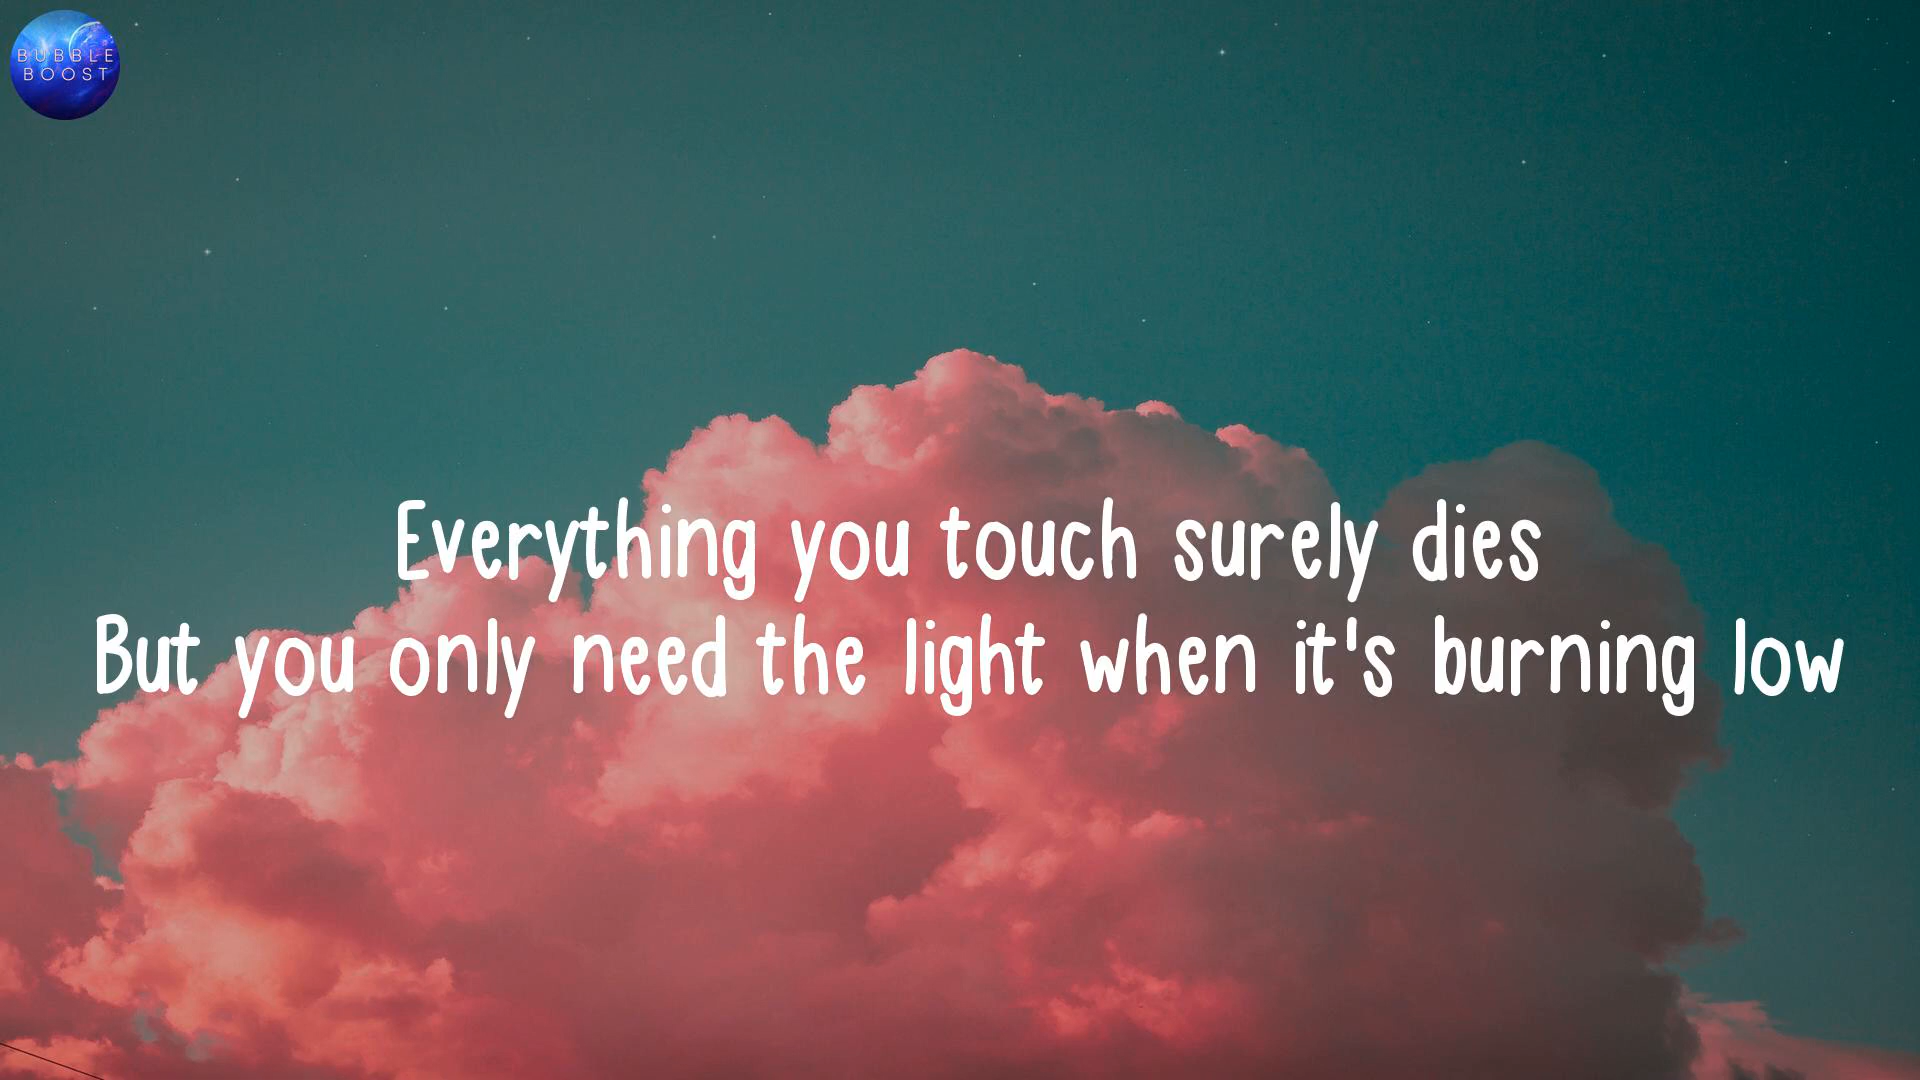 BUBBLE
BOOST
Everything you touch surely dies
But you only need the light when it's burning low